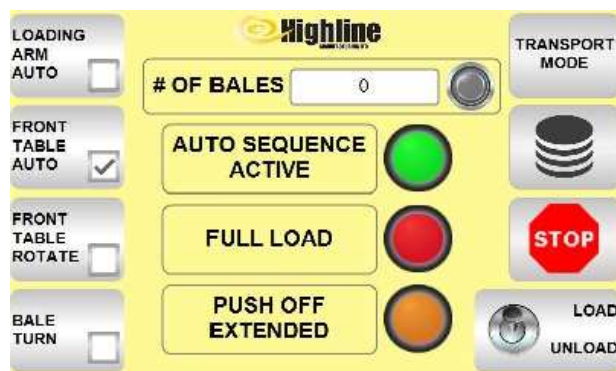 LOADING
ARM
AUTO
Highline
# OF BALES
0
TRANSPORT
MODE
FRONT
TABLE
AUTO
AUTO SEQUENCE
ACTIVE
FRONT
TABLE
ROTATE
FULL LOAD
STOP
BALE
TURN
PUSH OFF
EXTENDED
LOAD
UNLOAD